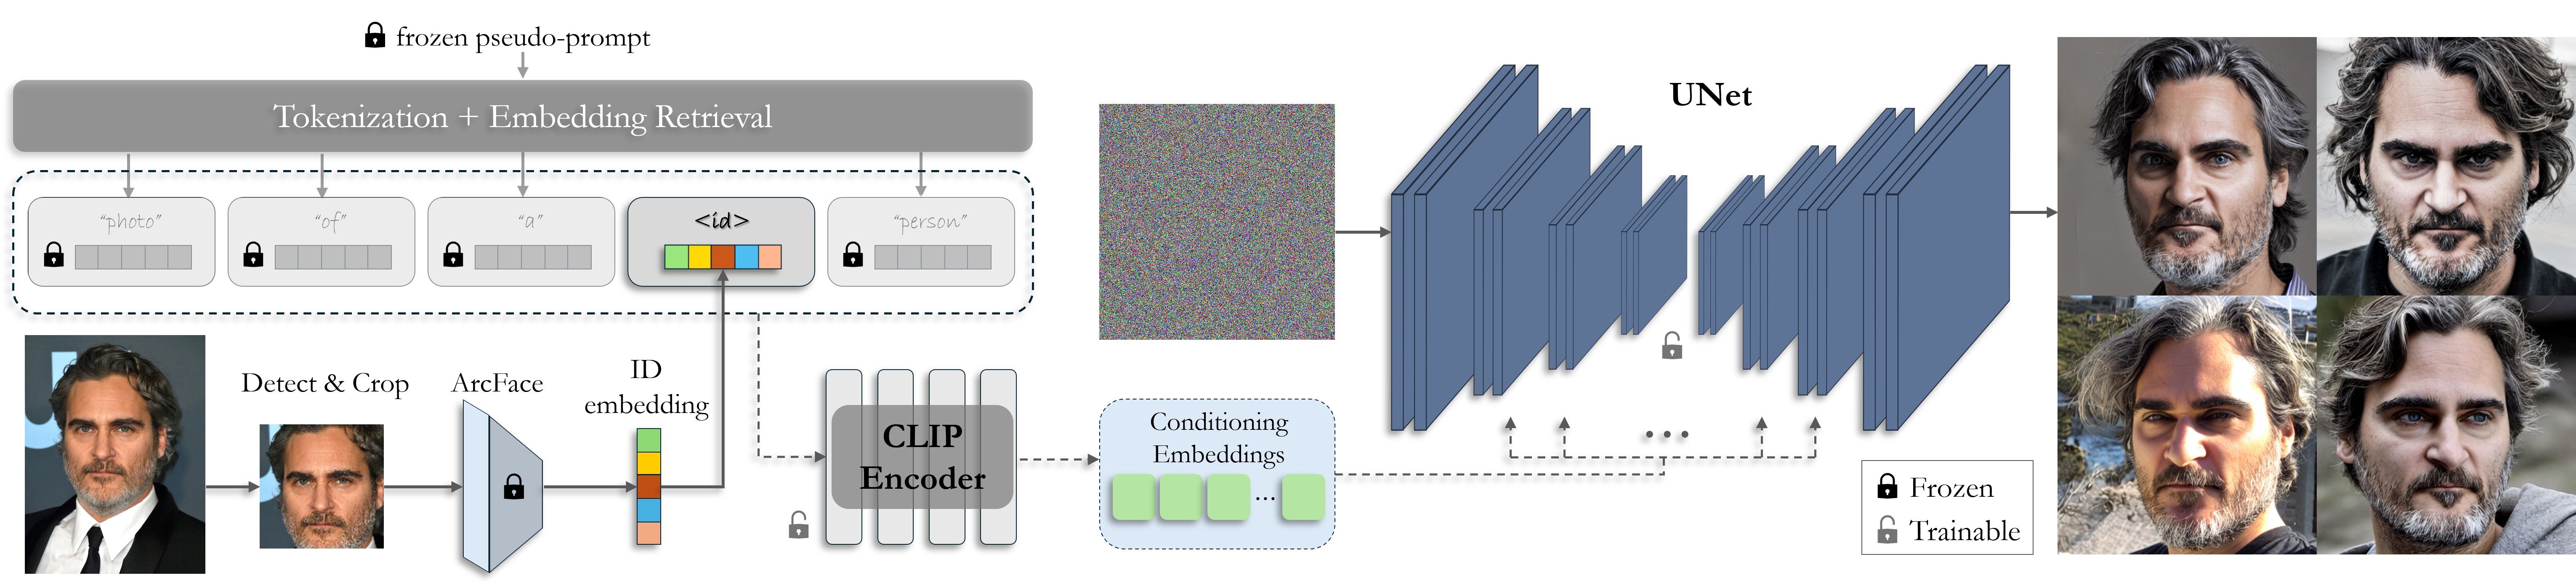 frozen pseudo-prompt
Tokenization + Embedding Retrieval
"photo"
"of"
"a"
<id>
"person"
Detect & Crop
ArcFace
ID
embedding
CLIP
Encoder
Conditioning
Embeddings
...
UNet
...
Frozen
Trainable